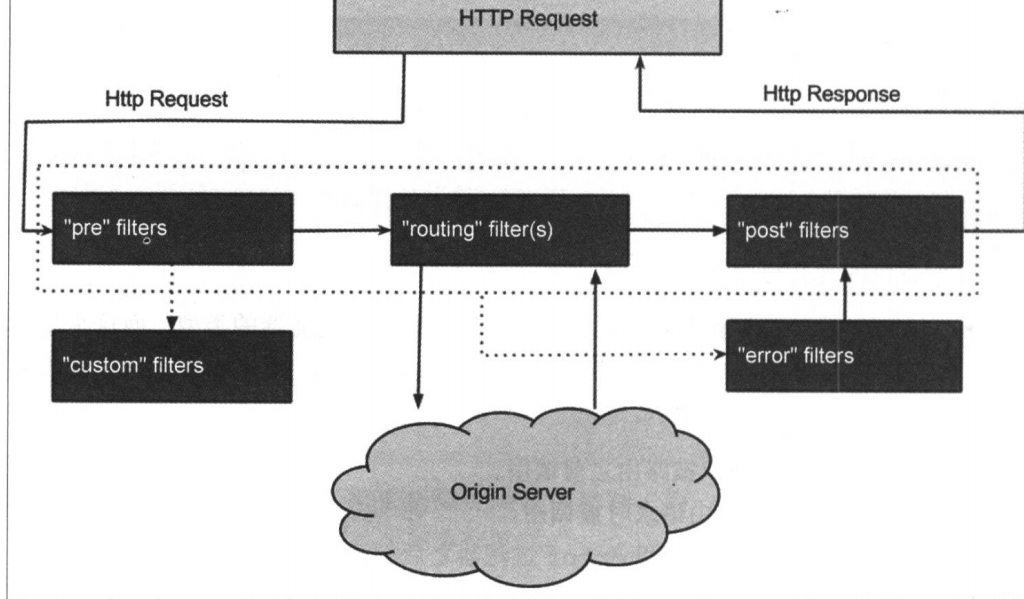 HTTP Request
Http Request
Http Response
"pre" filters
"routing" filter(s)
"post" filters
"custom" filters
"error" filters
Origin Server